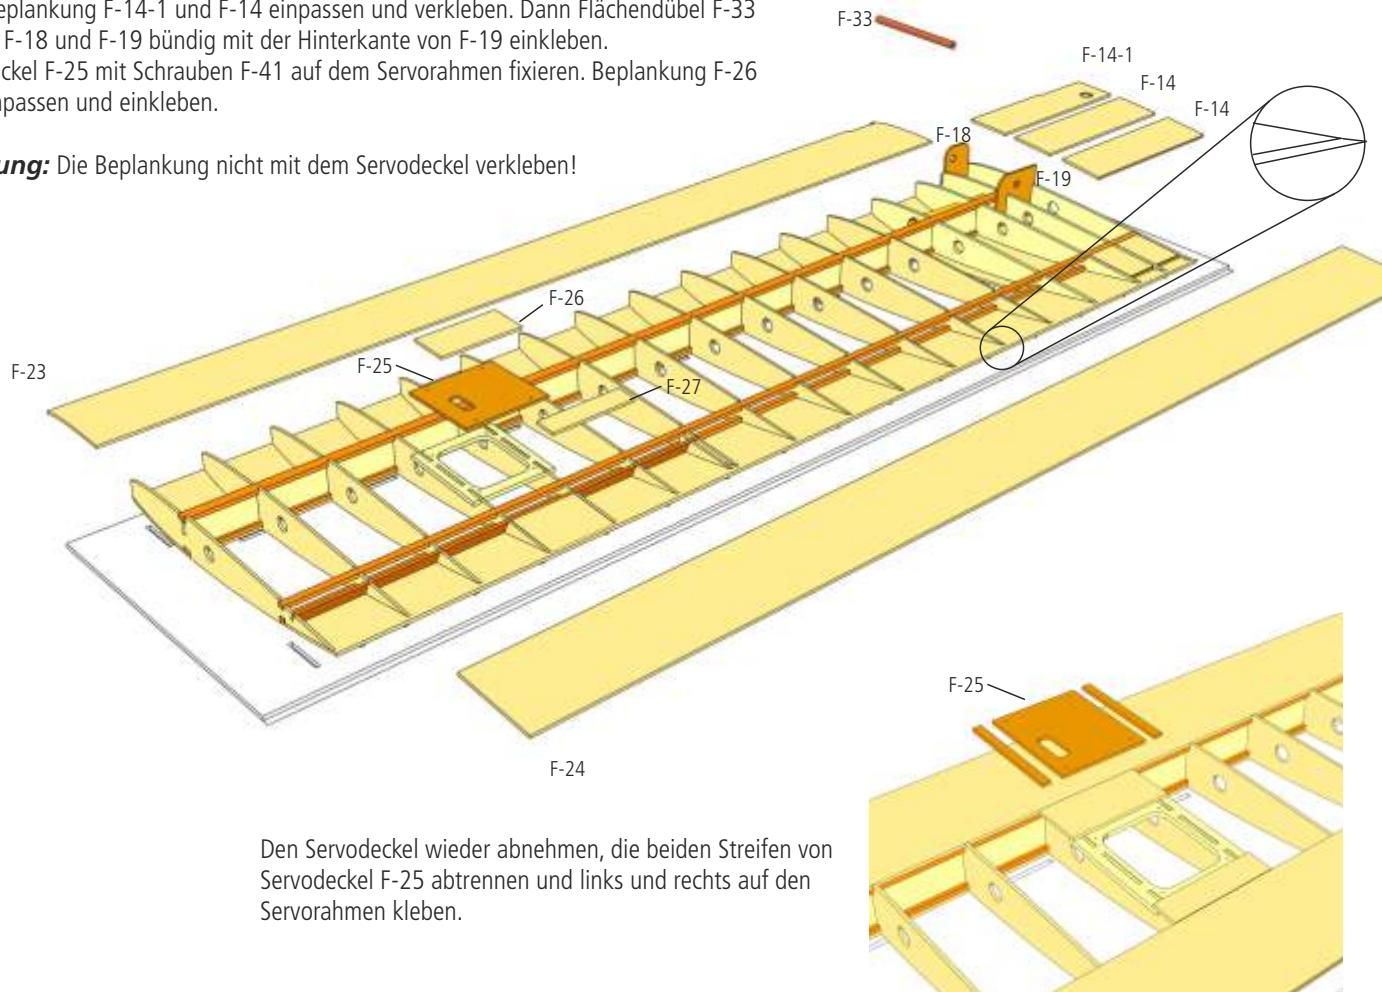 eplankung F-14-1 und F-14 einpassen und verkleben. Dann Flächendübel F-33
F-18 und F-19 bündig mit der Hinterkante von F-19 einkleben.
ckel F-25 mit Schrauben F-41 auf dem Servorahmen fixieren. Beplankung F-26
npassen und einkleben.
ung: Die Beplankung nicht mit dem Servodeckel verkleben!
F-33
F-14-1
F-14
F-14
F-18
F-19
F-26
F-25
F-27
F-23
F-24
F-25
Den Servodeckel wieder abnehmen, die beiden Streifen von
Servodeckel F-25 abtrennen und links und rechts auf den
Servorahmen kleben.